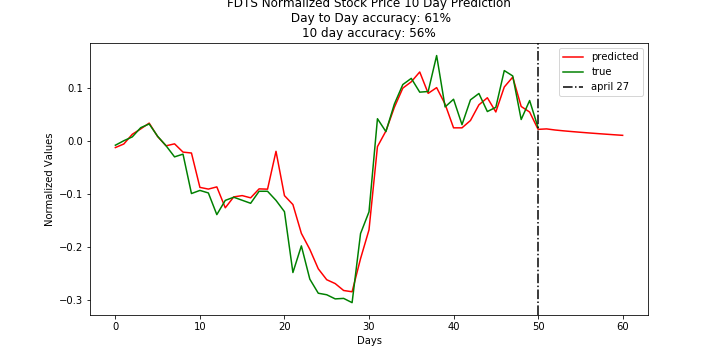 FDTS Normalized Stock Price 10 Day Prediction
Day to Day accuracy: 61%
10 day accuracy: 56%
predicted
true
april 27
Normalized Values
0.1
0.0
−0.1
−0.2
−0.3
0
10
20
30
40
50
60
Days